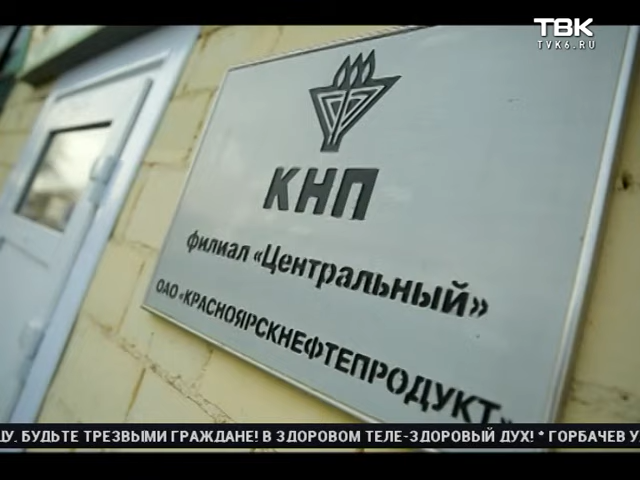 ТВК
TVK6.RU
КНП
филиал «Центральный»
ОАО «КРАСНОЯРСКНЕФТЕПРОДУКТ»
БУДЬТЕ ТРЕЗВЫМИ ГРАЖДАНЕ! В ЗДОРОВОМ ТЕЛЕ-ЗДОРОВЫЙ ДУХ! * ГОРБАЧЕВ